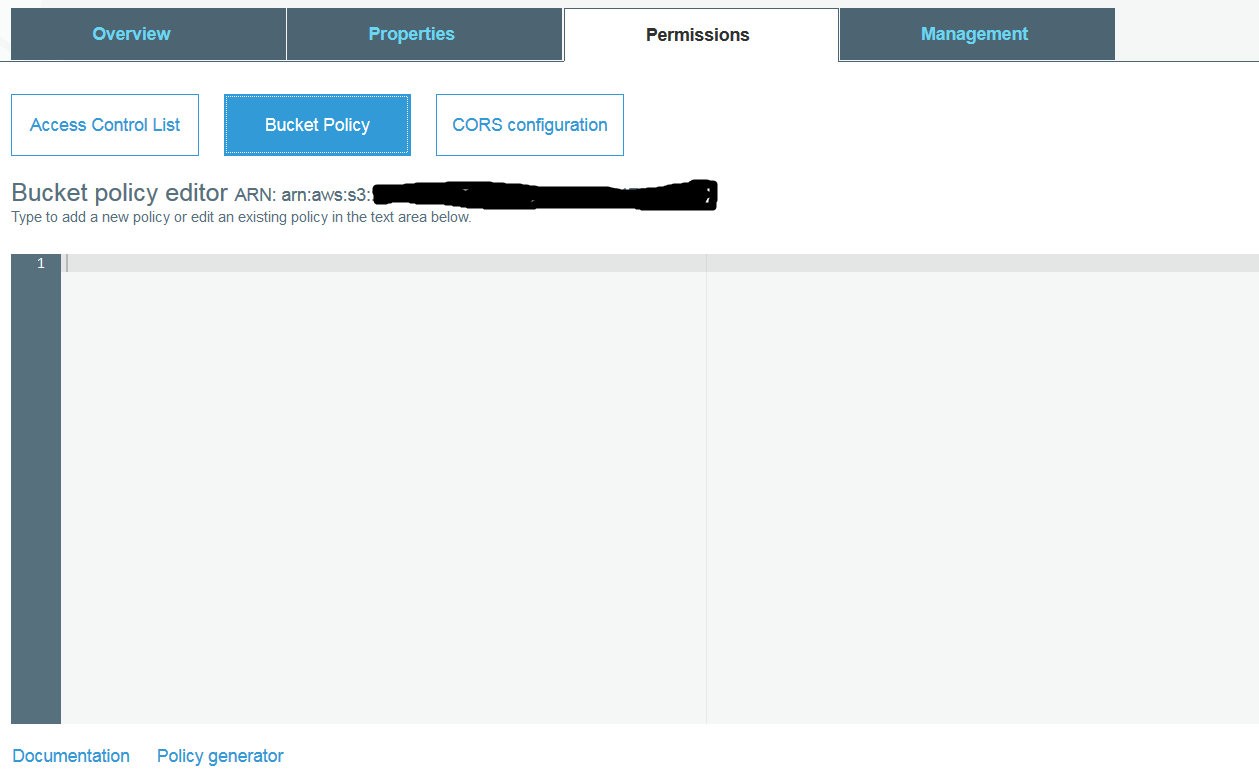 Overview Properties Permissions Management
Access Control List Bucket Policy CORS configuration
Bucket policy editor ARN: arn:aws:s3:
Type to add a new policy or edit an existing policy in the text area below.
1
Documentation Policy generator